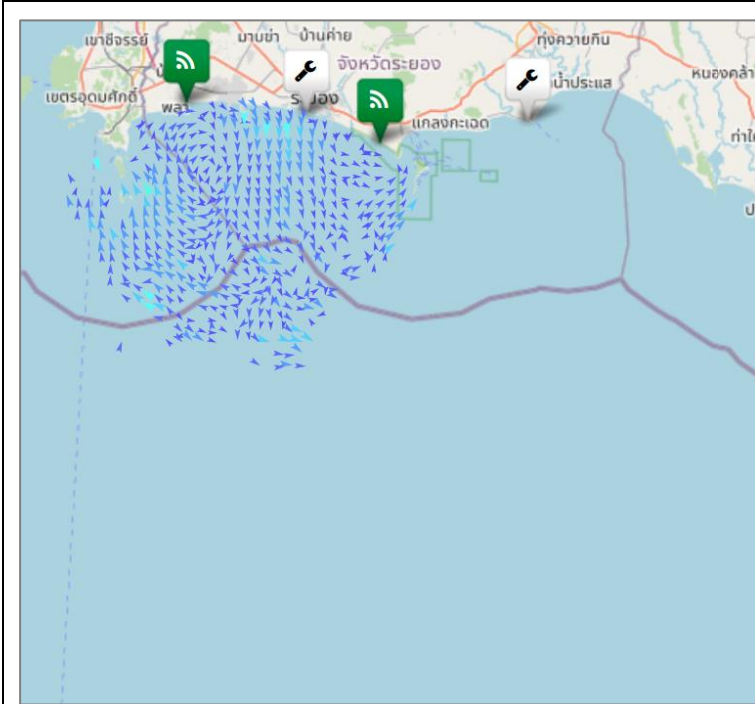 เขาชีจรรย์
มาบข่า
บ้านค่าย
ทุ่งควายกิน
จังหวัดระยอง
หนองคล้า
เขตรอุดมศักดิ์
พลา
น้ำประแส
แกลงกะเฉด